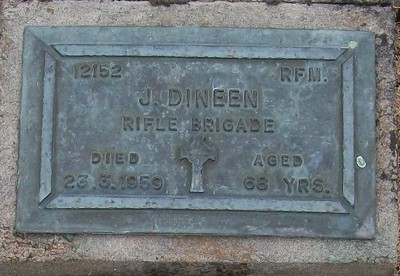 12152 RFM.
J. DINEEN
RIFLE BRIGADE
DIED AGED
23.3.1959 68 YRS.